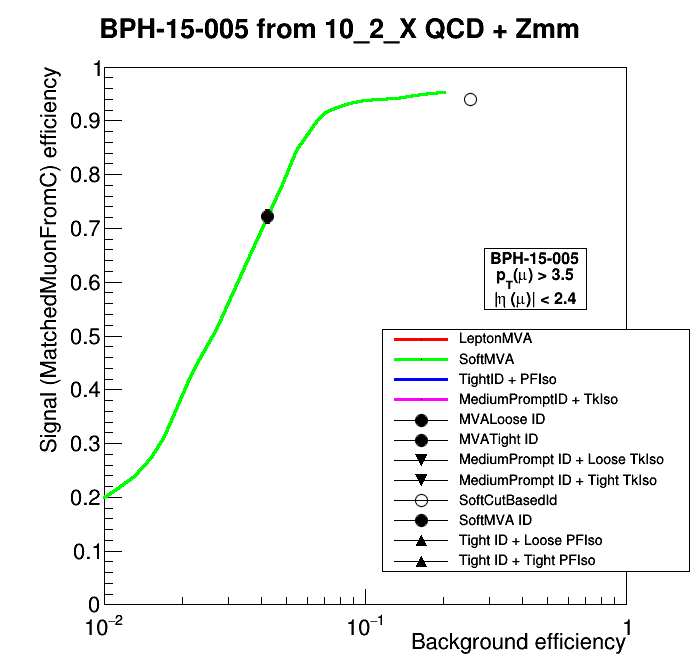 BPH-15-005 from 10_2_X QCD + Zmm
Signal (MatchedMuonFromC) efficiency
1
0.9
0.8
0.7
0.6
0.5
0.4
0.3
0.2
0.1
0
BPH-15-005
p_T(μ) > 3.5
|η (μ)| < 2.4
LeptonMVA
SoftMVA
TightID + PFIso
MediumPromptID + TkIso
MVALoose ID
MVATight ID
MediumPrompt ID + Loose TkIso
MediumPrompt ID + Tight TkIso
SoftCutBasedId
SoftMVA ID
Tight ID + Loose PFIso
Tight ID + Tight PFIso
10⁻² 10⁻¹ 1
Background efficiency